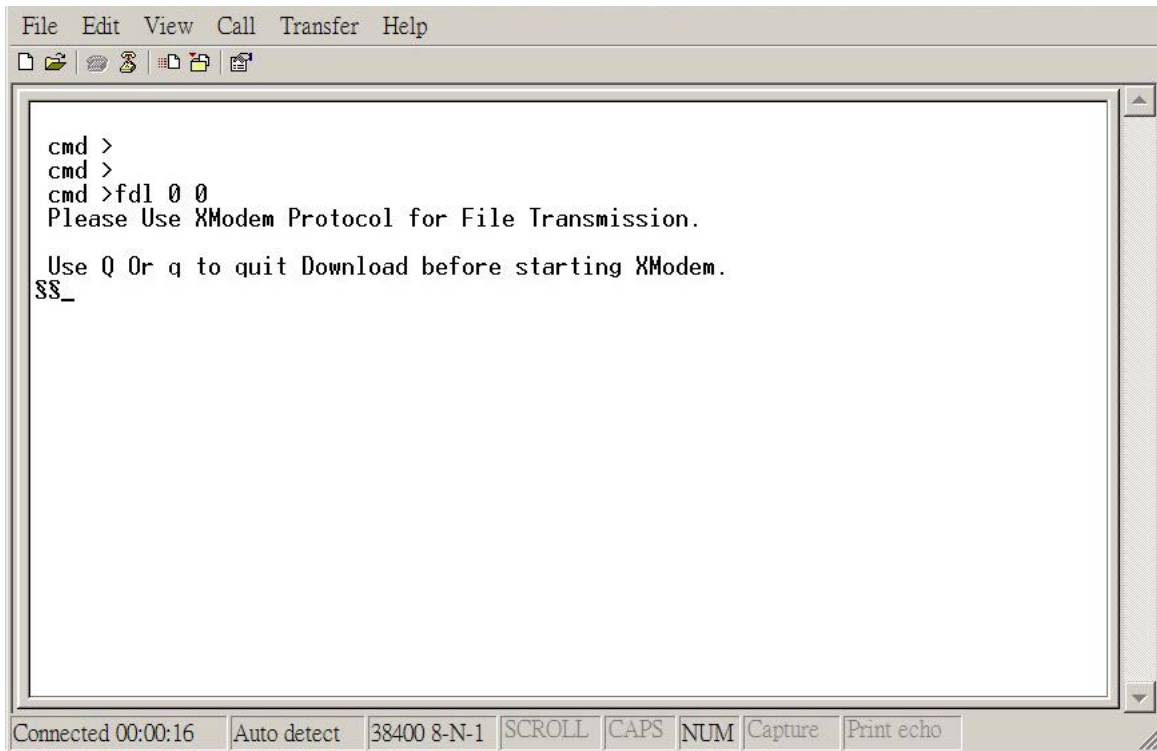 File Edit View Call Transfer Help
cmd >
cmd >
cmd >fdl 0 0
Please Use XModem Protocol for File Transmission.
Use Q Or q to quit Download before starting XModem.
§§_
Connected 00:00:16 Auto detect 38400 8-N-1 SCROLL CAPS NUM Capture Print echo